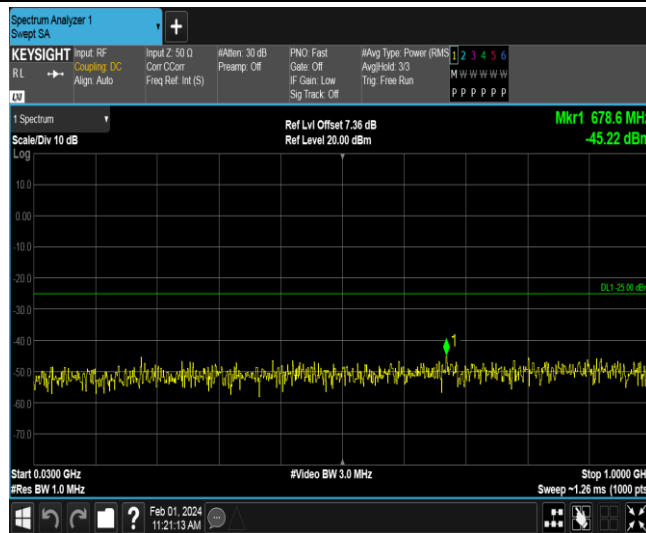 Spectrum Analyzer 1
Swept SA
+
KEYSIGHT
RL
LXI
Input: RF
Coupling: DC
Align: Auto
Input Z: 50 Ω
Corr CCorr
Freq Ref: Int (S)
#Atten: 30 dB
Preamp: Off
PNO: Fast
Gate: Off
IF Gain: Low
Sig Track: Off
#Avg Type: Power (RMS
Avg|Hold: 3/3
Trig: Free Run
1 2 3 4 5 6
M W W W W W
P P P P P P
1 Spectrum
Scale/Div 10 dB
Ref Lvl Offset 7.36 dB
Ref Level 20.00 dBm
Mkr1 678.6 MHz
-45.22 dBm
Log
10.0
0.00
-10.0
-20.0
DL1 -25.00 dBm
-30.0
-40.0
1
-50.0
-60.0
-70.0
Start 0.0300 GHz
#Video BW 3.0 MHz
Stop 1.0000 GHz
#Res BW 1.0 MHz
Sweep ~1.26 ms (1000 pts)
?
Feb 01, 2024
11:21:13 AM